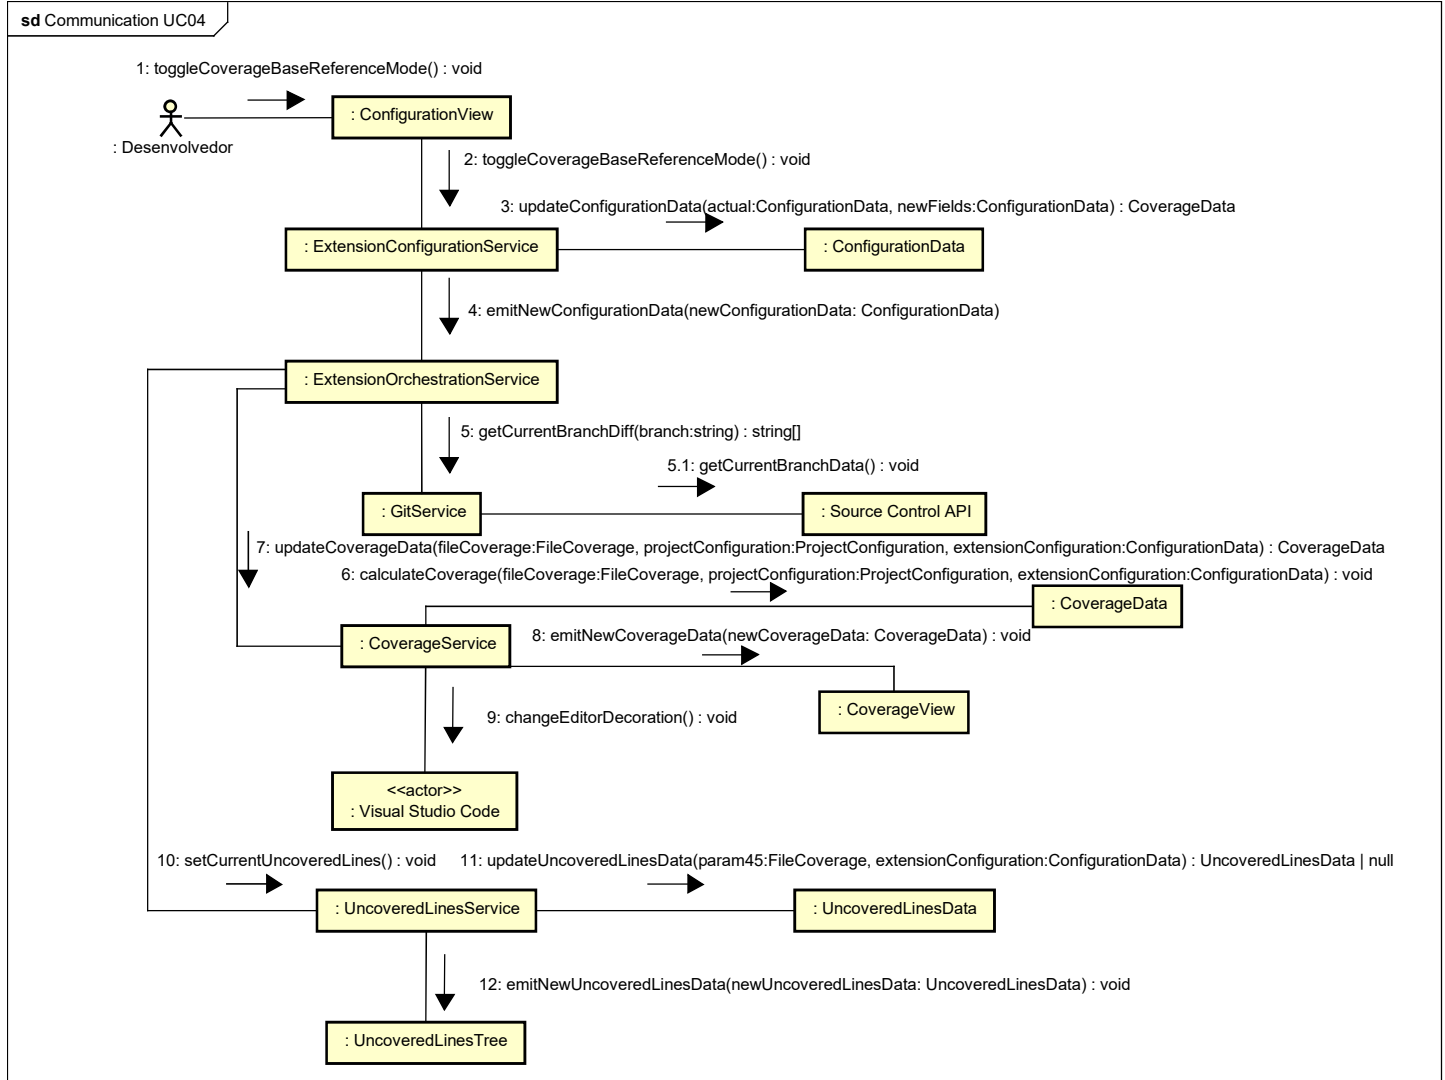 sd Communication UC04
1: toggleCoverageBaseReferenceMode() : void
: ConfigurationView
: Desenvolvedor
2: toggleCoverageBaseReferenceMode() : void
3: updateConfigurationData(actual:ConfigurationData, newFields:ConfigurationData) : CoverageData
: ExtensionConfigurationService
: ConfigurationData
4: emitNewConfigurationData(newConfigurationData: ConfigurationData)
: ExtensionOrchestrationService
5: getCurrentBranchDiff(branch:string) : string[]
5.1: getCurrentBranchData() : void
: GitService
: Source Control API
7: updateCoverageData(fileCoverage:FileCoverage, projectConfiguration:ProjectConfiguration, extensionConfiguration:ConfigurationData) : CoverageData
6: calculateCoverage(fileCoverage:FileCoverage, projectConfiguration:ProjectConfiguration, extensionConfiguration:ConfigurationData) : void
: CoverageData
8: emitNewCoverageData(newCoverageData: CoverageData) : void
: CoverageService
: CoverageView
9: changeEditorDecoration() : void
<<actor>>
: Visual Studio Code
10: setCurrentUncoveredLines() : void
11: updateUncoveredLinesData(param45:FileCoverage, extensionConfiguration:ConfigurationData) : UncoveredLinesData | null
: UncoveredLinesService
: UncoveredLinesData
12: emitNewUncoveredLinesData(newUncoveredLinesData: UncoveredLinesData) : void
: UncoveredLinesTree